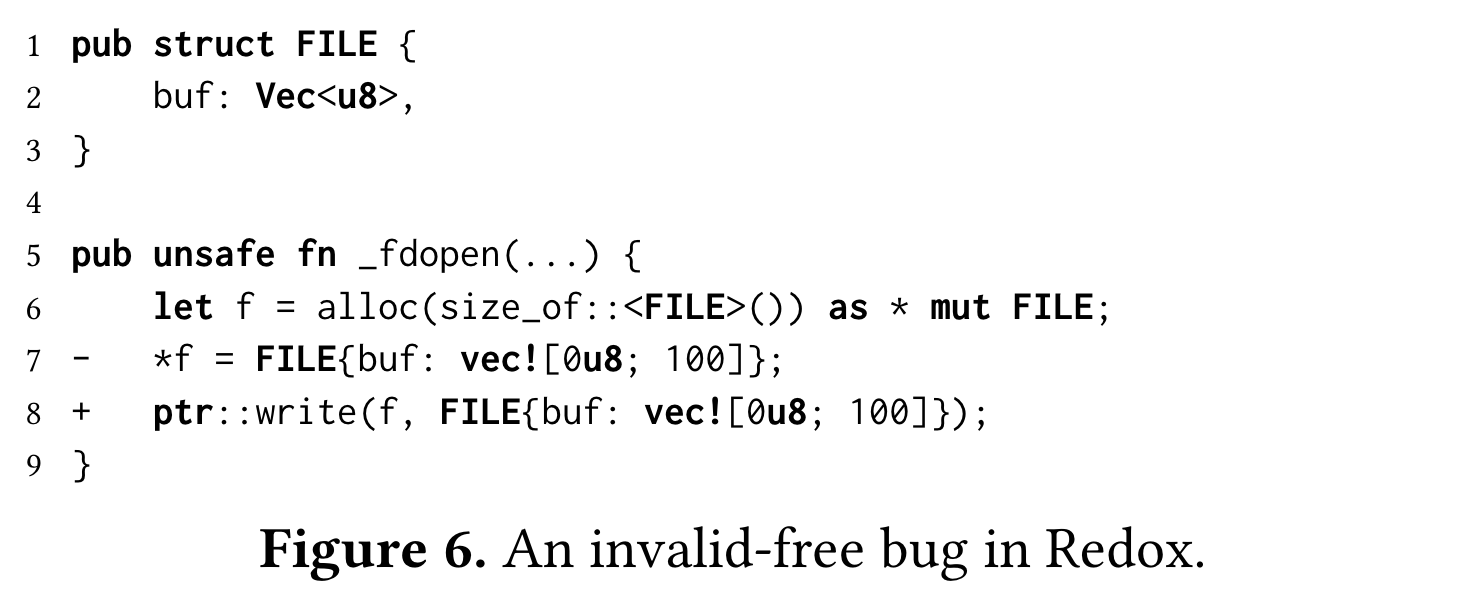 1 pub struct FILE {
2     buf: Vec<u8>,
3 }
4
5 pub unsafe fn _fdopen(...) {
6     let f = alloc(size_of::<FILE>()) as * mut FILE;
7 -   *f = FILE{buf: vec![0u8; 100]};
8 +   ptr::write(f, FILE{buf: vec![0u8; 100]});
9 }
Figure 6. An invalid-free bug in Redox.